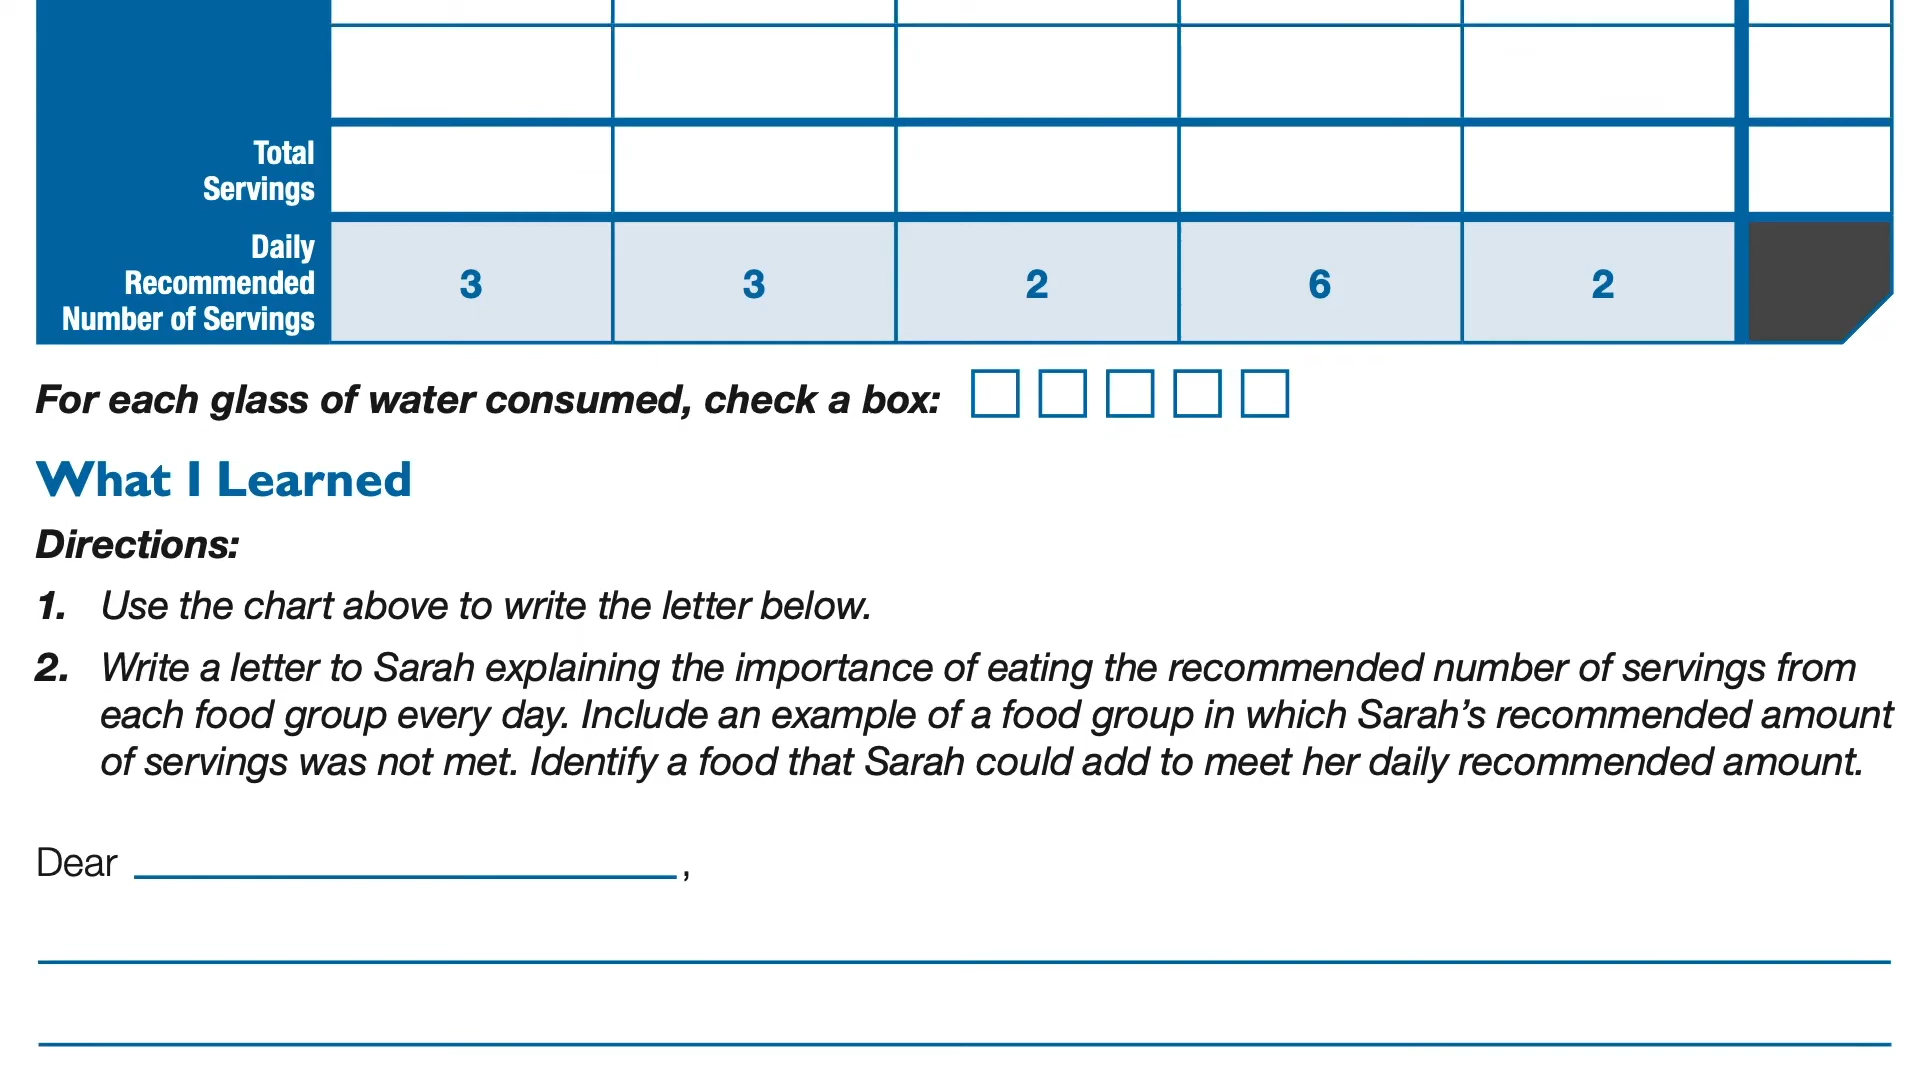 Total
Servings
Daily
Recommended
Number of Servings
3 3 2 6 2
For each glass of water consumed, check a box:
What I Learned
Directions:
1. Use the chart above to write the letter below.
2. Write a letter to Sarah explaining the importance of eating the recommended number of servings from
each food group every day. Include an example of a food group in which Sarah’s recommended amount
of servings was not met. Identify a food that Sarah could add to meet her daily recommended amount.
Dear ,